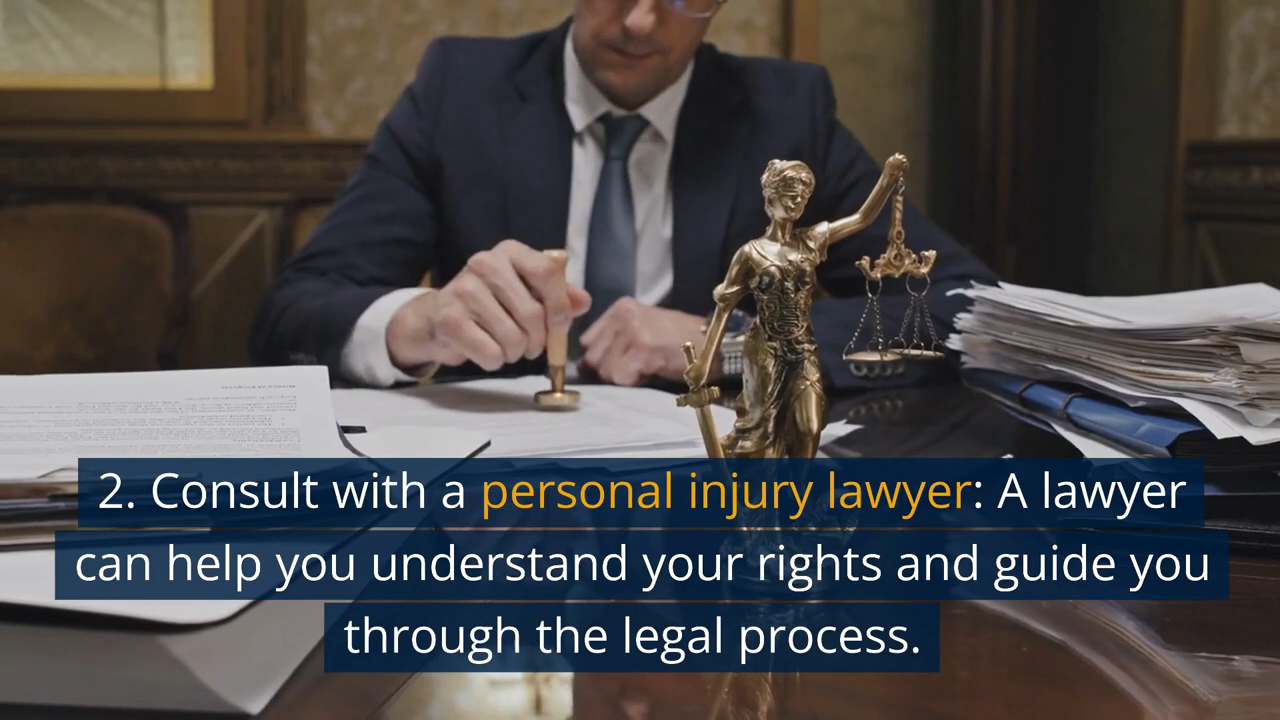 2. Consult with a personal injury lawyer: A lawyer
can help you understand your rights and guide you
through the legal process.